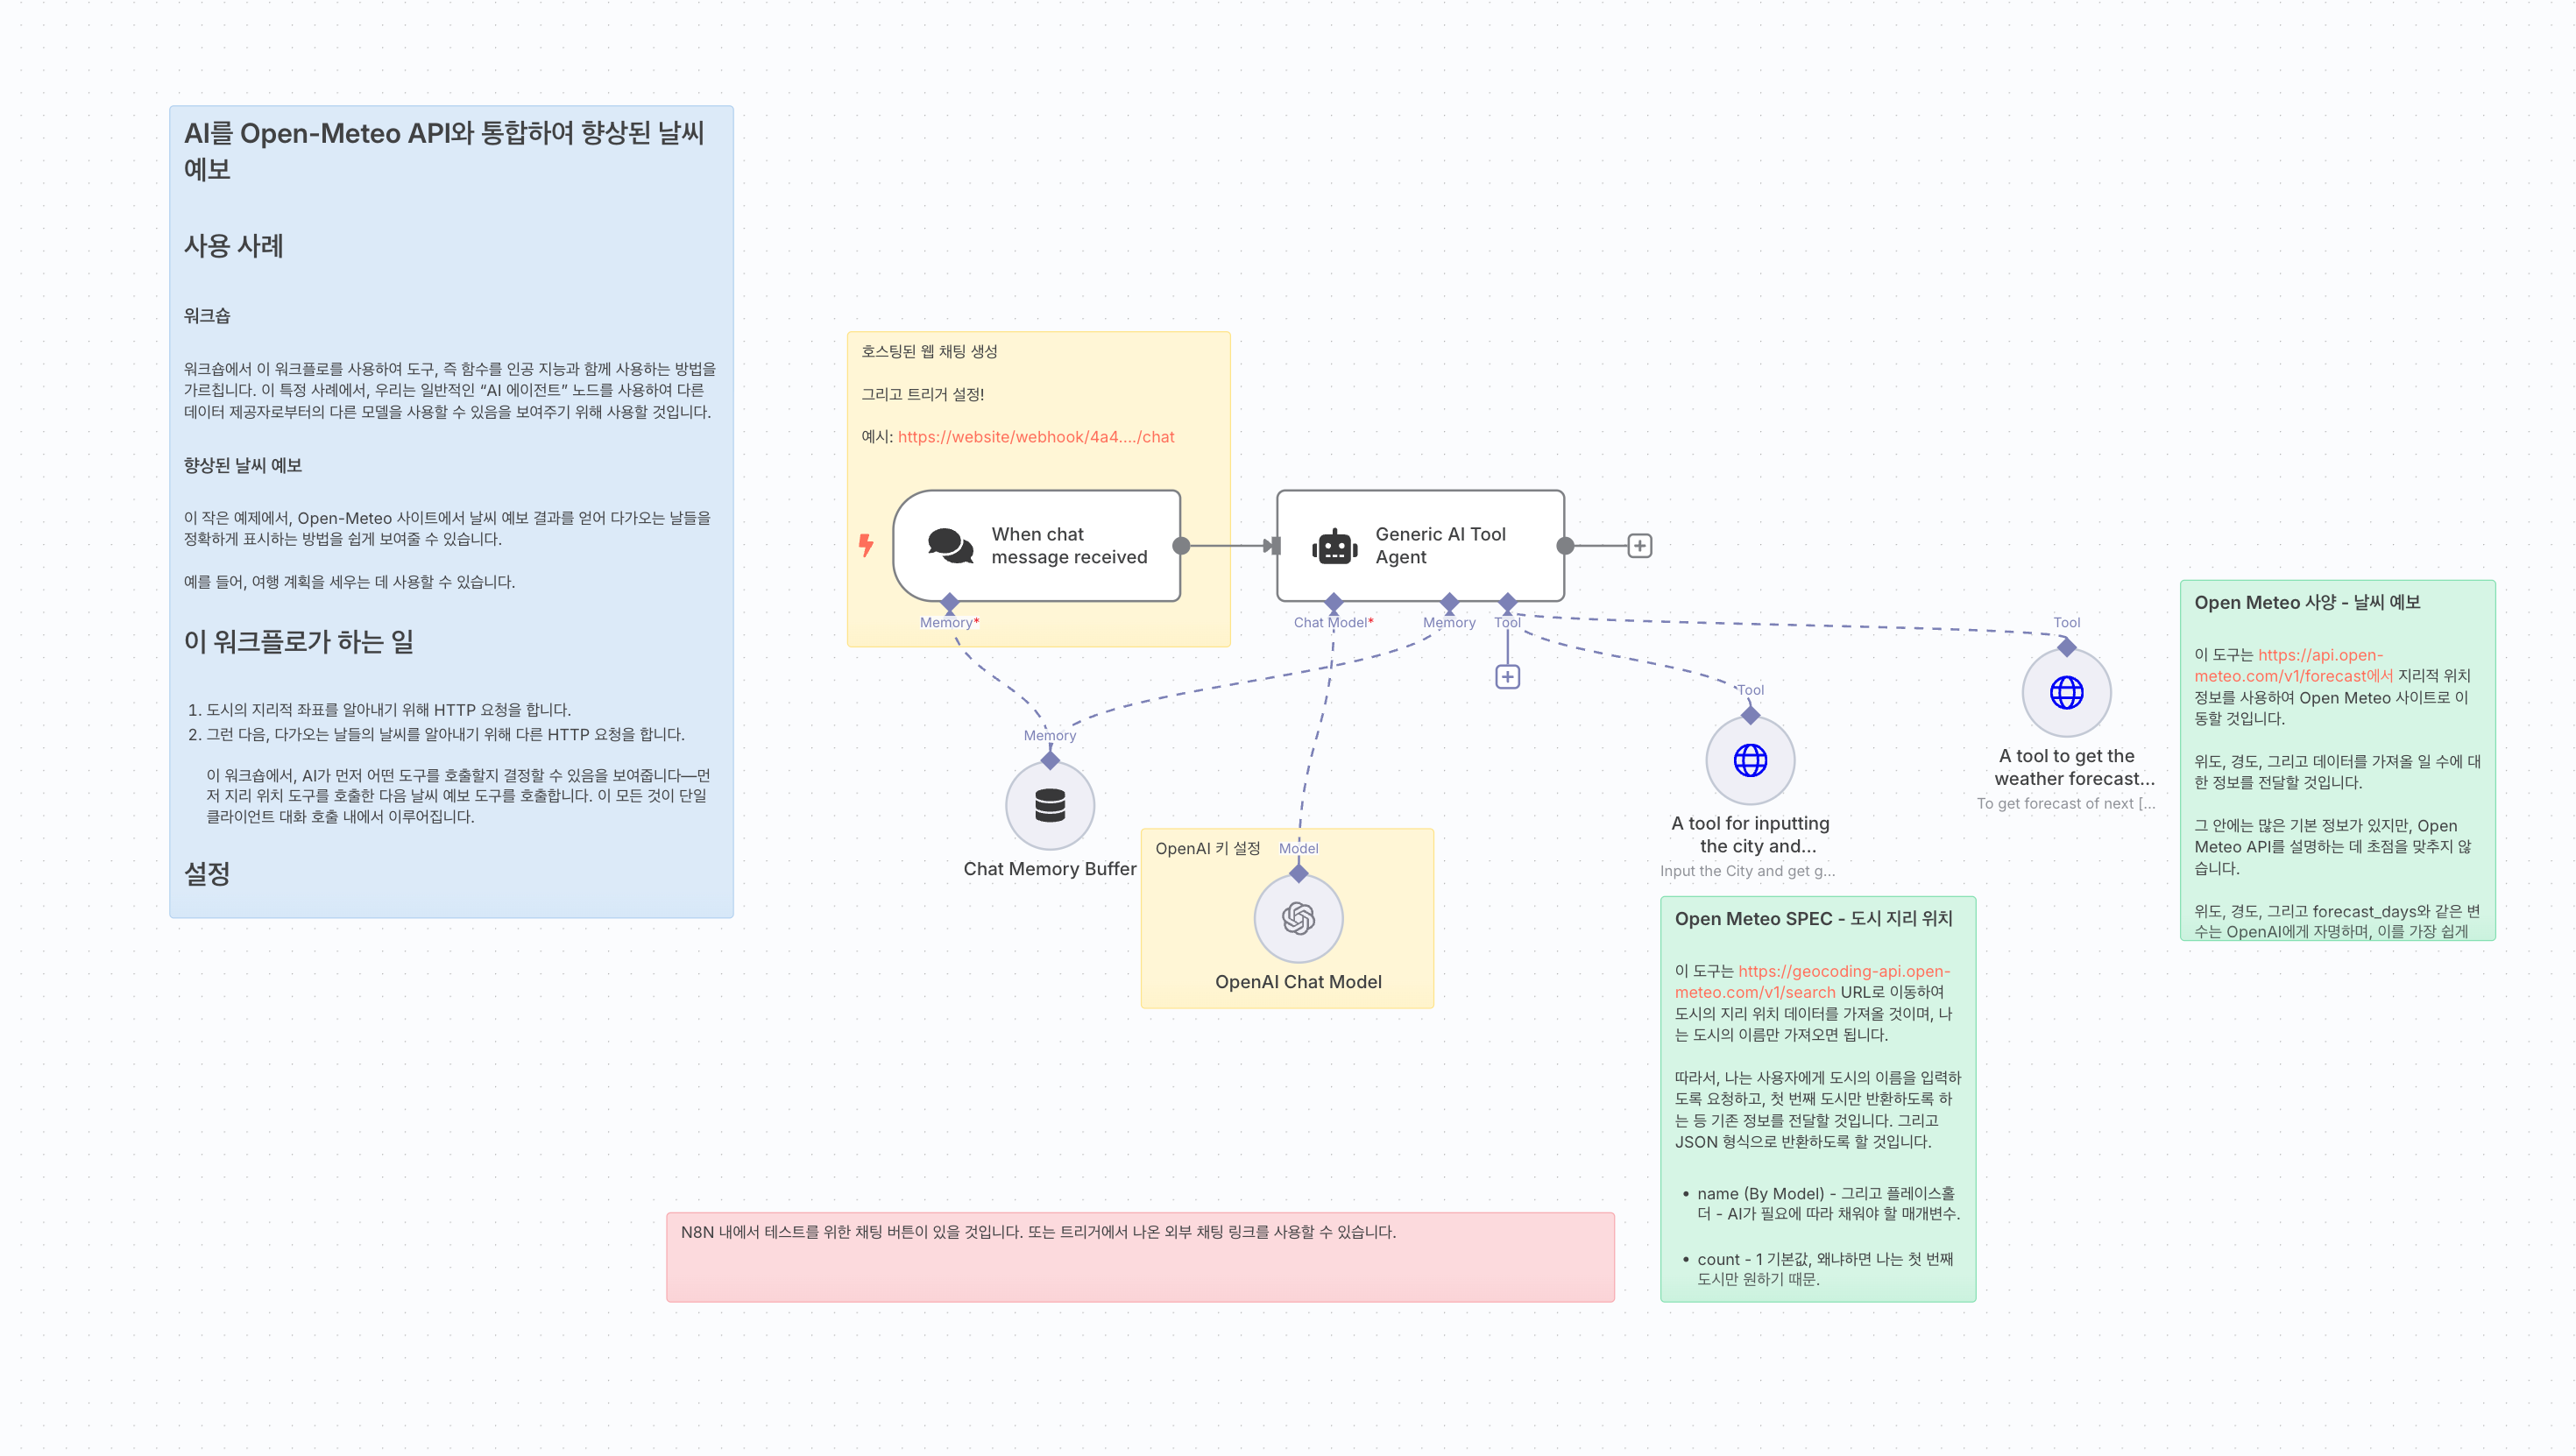 AI를 Open-Meteo API와 통합하여 향상된 날씨
예보
사용 사례
워크숍
워크숍에서 이 워크플로를 사용하여 도구, 즉 함수를 인공 지능과 함께 사용하는 방법을
가르칩니다. 이 특정 사례에서, 우리는 일반적인 “AI 에이전트” 노드를 사용하여 다른
데이터 제공자로부터의 다른 모델을 사용할 수 있음을 보여주기 위해 사용할 것입니다.
향상된 날씨 예보
이 작은 예제에서, Open-Meteo 사이트에서 날씨 예보 결과를 얻어 다가오는 날들을
정확하게 표시하는 방법을 쉽게 보여줄 수 있습니다.
예를 들어, 여행 계획을 세우는 데 사용할 수 있습니다.
이 워크플로가 하는 일
1. 도시의 지리적 좌표를 알아내기 위해 HTTP 요청을 합니다.
2. 그런 다음, 다가오는 날들의 날씨를 알아내기 위해 다른 HTTP 요청을 합니다.
이 워크숍에서, AI가 먼저 어떤 도구를 호출할지 결정할 수 있음을 보여줍니다—먼
저 지리 위치 도구를 호출한 다음 날씨 예보 도구를 호출합니다. 이 모든 것이 단일
클라이언트 대화 호출 내에서 이루어집니다.
설정
호스팅된 웹 채팅 생성
그리고 트리거 설정!
예시: https://website/webhook/4a4..../chat
When chat
message received
Memory*
Generic AI Tool
Agent
Chat Model*
Memory
Tool
Memory
Chat Memory Buffer
OpenAI 키 설정
Model
OpenAI Chat Model
Tool
A tool for inputting
the city and...
Input the City and get g...
Tool
A tool to get the
weather forecast...
To get forecast of next [...
Open Meteo SPEC - 도시 지리 위치
이 도구는 https://geocoding-api.open-
meteo.com/v1/search URL로 이동하여
도시의 지리 위치 데이터를 가져올 것이며, 나
는 도시의 이름만 가져오면 됩니다.
따라서, 나는 사용자에게 도시의 이름을 입력하
도록 요청하고, 첫 번째 도시만 반환하도록 하
는 등 기존 정보를 전달할 것입니다. 그리고
JSON 형식으로 반환하도록 할 것입니다.
• name (By Model) - 그리고 플레이스홀
더 - AI가 필요에 따라 채워야 할 매개변수.
• count - 1 기본값, 왜냐하면 나는 첫 번째
도시만 원하기 때문.
Open Meteo 사양 - 날씨 예보
이 도구는 https://api.open-
meteo.com/v1/forecast에서 지리적 위치
정보를 사용하여 Open Meteo 사이트로 이
동할 것입니다.
위도, 경도, 그리고 데이터를 가져올 일 수에 대
한 정보를 전달할 것입니다.
그 안에는 많은 기본 정보가 있지만, Open
Meteo API를 설명하는 데 초점을 맞추지 않
습니다.
위도, 경도, 그리고 forecast_days와 같은 변
수는 OpenAI에게 자명하며, 이를 가장 쉽게
N8N 내에서 테스트를 위한 채팅 버튼이 있을 것입니다. 또는 트리거에서 나온 외부 채팅 링크를 사용할 수 있습니다.